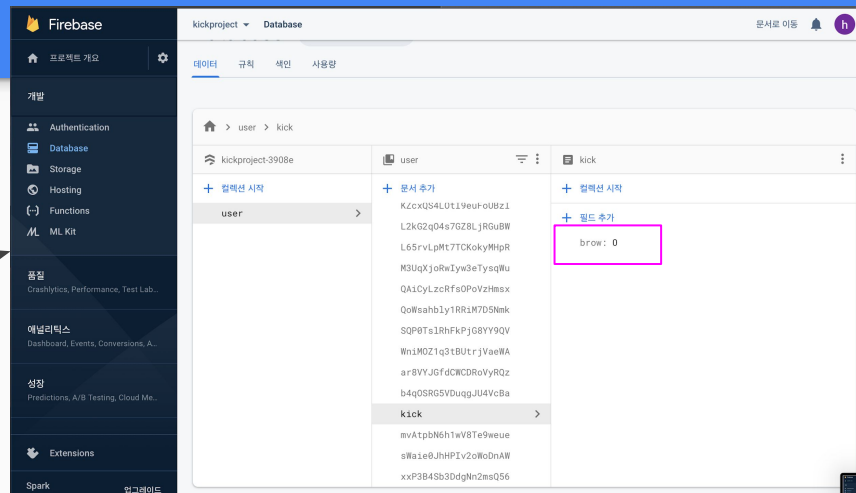 Firebase
프로젝트 개요
개발
Authentication
Database
Storage
Hosting
Functions
ML Kit
품질
Crashlytics, Performance, Test Lab...
애널리틱스
Dashboard, Events, Conversions, A...
성장
Predictions, A/B Testing, Cloud Me...
Extensions
Spark
업그레이드
kickproject
Database
문서로 이동
h
데이터 규칙 색인 사용량
> user > kick
kickproject-3908e
+ 컬렉션 시작
user >
user
+ 문서 추가
L2kG2qO4s7GZ8LjRGuBW
L65rvLpMt7TCKokyMHpR
M3UqXjoRwIyw3eTysqWu
QAiCyLzcRfsOPoVzHmsx
QoWsahbly1RRiM7D5Nmk
SQP0TslRhFkPjG8YY9QV
WniMOZ1q3tBUtrjVaeWA
ar8VYJGfdCWCDRoVyRQz
b4qOSRG5VDuqgJU4VcBa
kick >
mvAtpbN6h1wV8Te9weue
sWaie0JhHPIv2oWoDnAW
xxP3B4Sb3DdgNn2msQ56
kick
+ 컬렉션 시작
+ 필드 추가
brow: 0